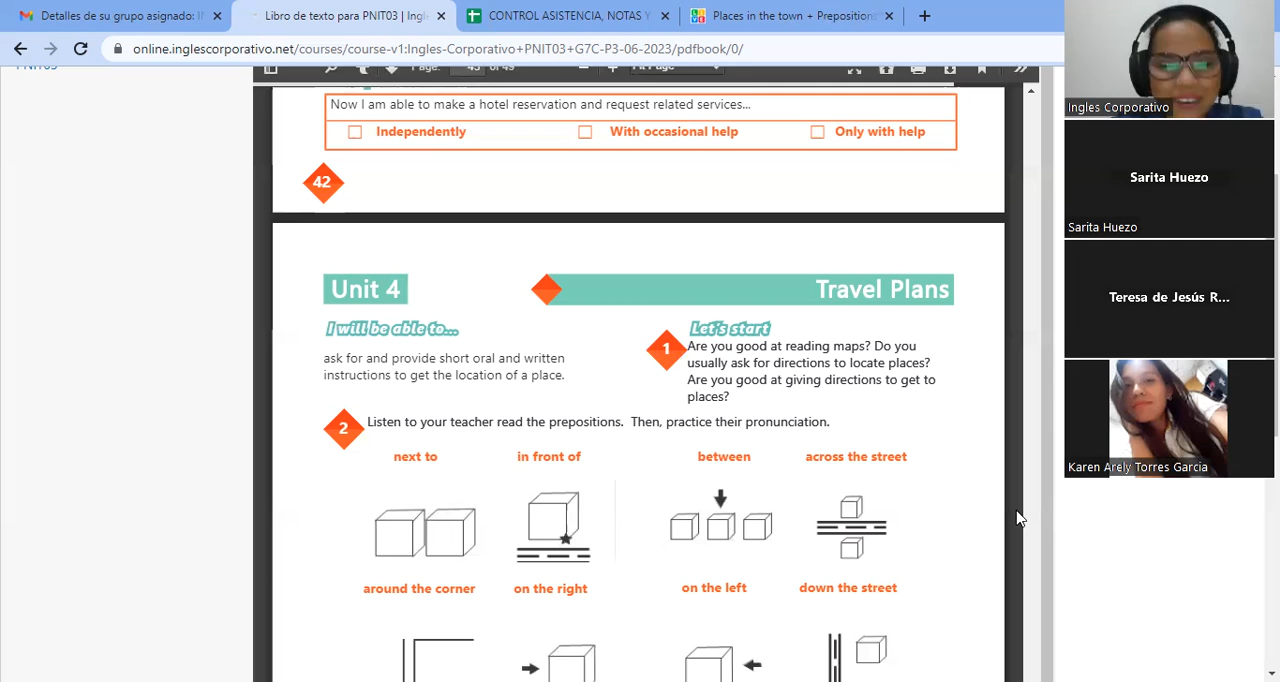 Detalles de su grupo asignado: I
Libro de texto para PNIT03 | Ingl
CONTROL ASISTENCIA, NOTAS Y
Places in the town + Preposition
online.inglescorporativo.net/courses/course-v1:Ingles-Corporativo+PNIT03+G7C-P3-06-2023/pdfbook/0/
PNIT03
Page:
43 of 49
Now I am able to make a hotel reservation and request related services...
Independently
With occasional help
Only with help
42
Unit 4
Travel Plans
I will be able to...
ask for and provide short oral and written
instructions to get the location of a place.
Let's start
1
Are you good at reading maps? Do you
usually ask for directions to locate places?
Are you good at giving directions to get to
places?
2
Listen to your teacher read the prepositions. Then, practice their pronunciation.
next to
in front of
between
across the street
around the corner
on the right
on the left
down the street
Ingles Corporativo
Sarita Huezo
Sarita Huezo
Teresa de Jesús R...
Karen Arely Torres Garcia